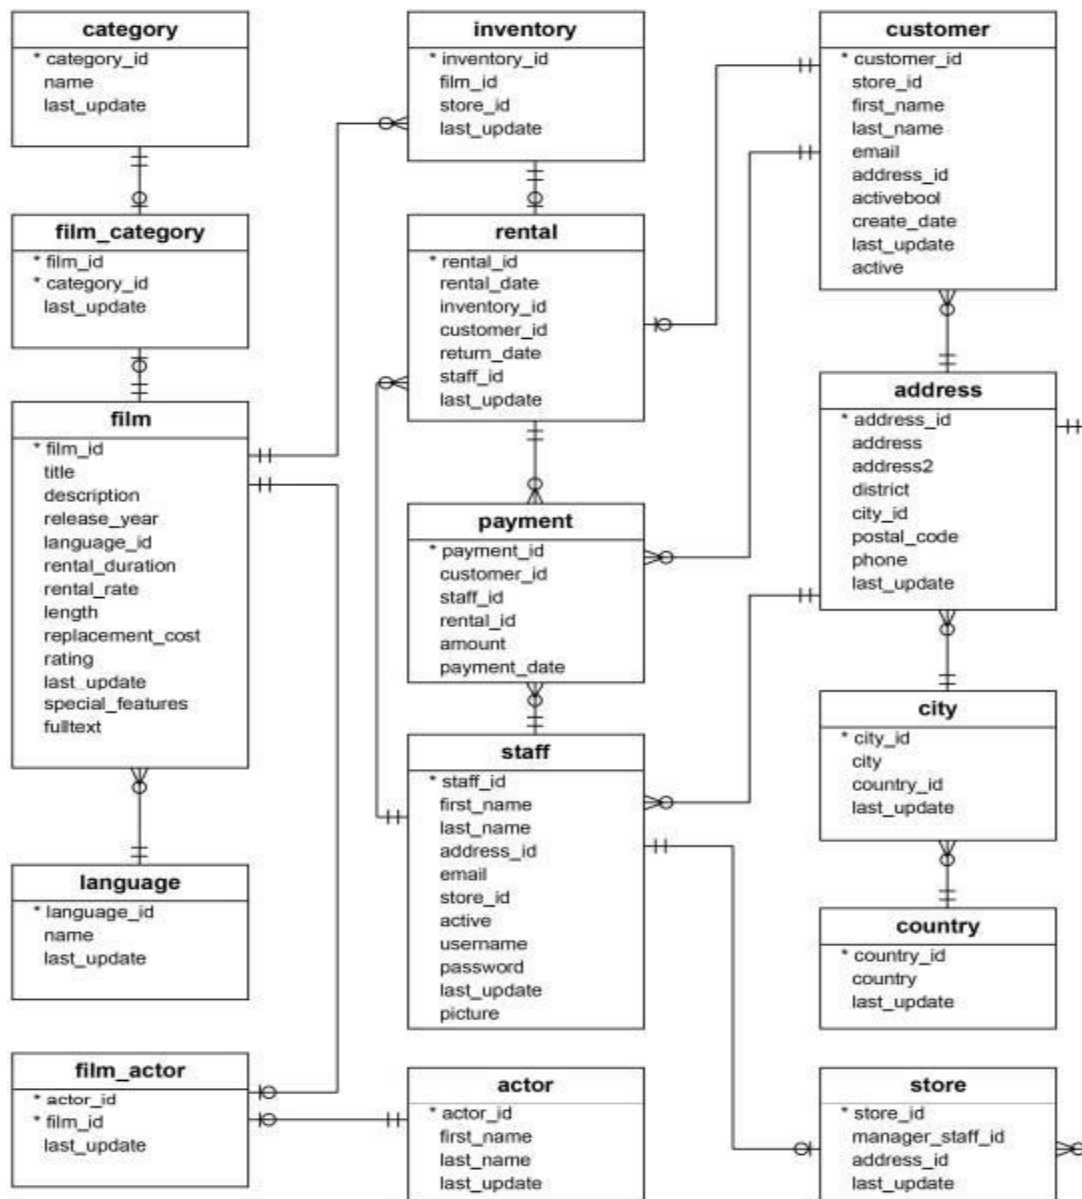 category
* category_id
name
last_update
film_category
* film_id
* category_id
last_update
film
* film_id
title
description
release_year
language_id
rental_duration
rental_rate
length
replacement_cost
rating
last_update
special_features
fulltext
language
* language_id
name
last_update
film_actor
* actor_id
* film_id
last_update
inventory
* inventory_id
film_id
store_id
last_update
rental
* rental_id
rental_date
inventory_id
customer_id
return_date
staff_id
last_update
payment
* payment_id
customer_id
staff_id
rental_id
amount
payment_date
staff
* staff_id
first_name
last_name
address_id
email
store_id
active
username
password
last_update
picture
actor
* actor_id
first_name
last_name
last_update
customer
* customer_id
store_id
first_name
last_name
email
address_id
activebool
create_date
last_update
active
address
* address_id
address
address2
district
city_id
postal_code
phone
last_update
city
* city_id
city
country_id
last_update
country
* country_id
country
last_update
store
* store_id
manager_staff_id
address_id
last_update